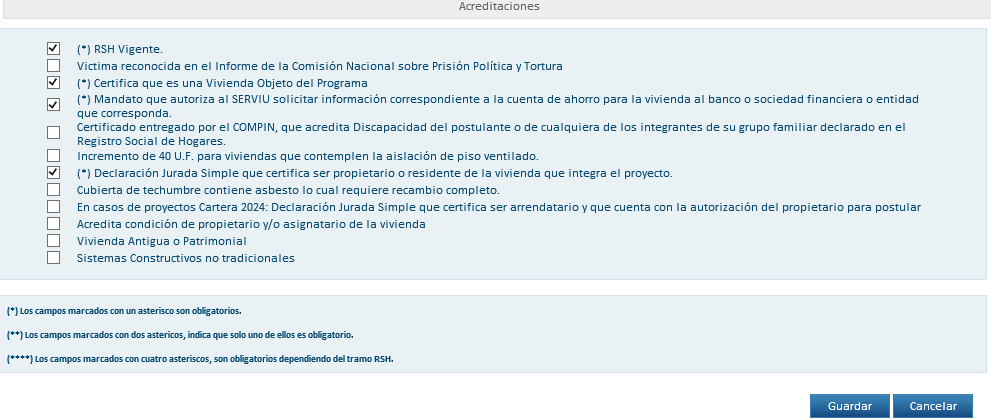 Acreditaciones
(*) RSH Vigente.
Victima reconocida en el Informe de la Comisión Nacional sobre Prisión Política y Tortura
(*) Certifica que es una Vivienda Objeto del Programa
(*) Mandato que autoriza al SERVIU solicitar información correspondiente a la cuenta de ahorro para la vivienda al banco o sociedad financiera o entidad
que corresponda.
Certificado entregado por el COMPIN, que acredita Discapacidad del postulante o de cualquiera de los integrantes de su grupo familiar declarado en el
Registro Social de Hogares.
Incremento de 40 U.F. para viviendas que contemplen la aislación de piso ventilado.
(*) Declaración Jurada Simple que certifica ser propietario o residente de la vivienda que integra el proyecto.
Cubierta de techumbre contiene asbesto lo cual requiere recambio completo.
En casos de proyectos Cartera 2024: Declaración Jurada Simple que certifica ser arrendatario y que cuenta con la autorización del propietario para postular
Acredita condición de propietario y/o asignatario de la vivienda
Vivienda Antigua o Patrimonial
Sistemas Constructivos no tradicionales
(*) Los campos marcados con un asterisco son obligatorios.
(**) Los campos marcados con dos astericos, indica que solo uno de ellos es obligatorio.
(****) Los campos marcados con cuatro asteriscos, son obligatorios dependiendo del tramo RSH.
Guardar Cancelar